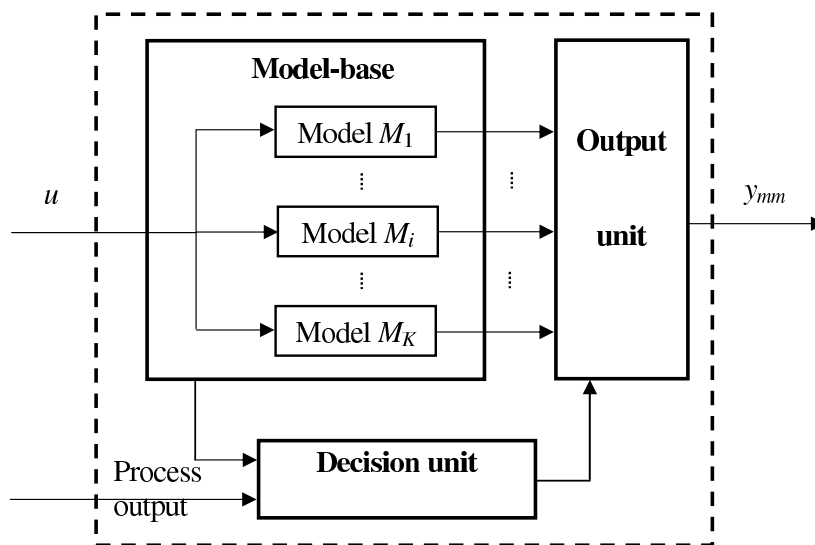 Model-base
Model M1
Output
u
ymm
Model Mi
unit
Model MK
Decision unit
Process
output